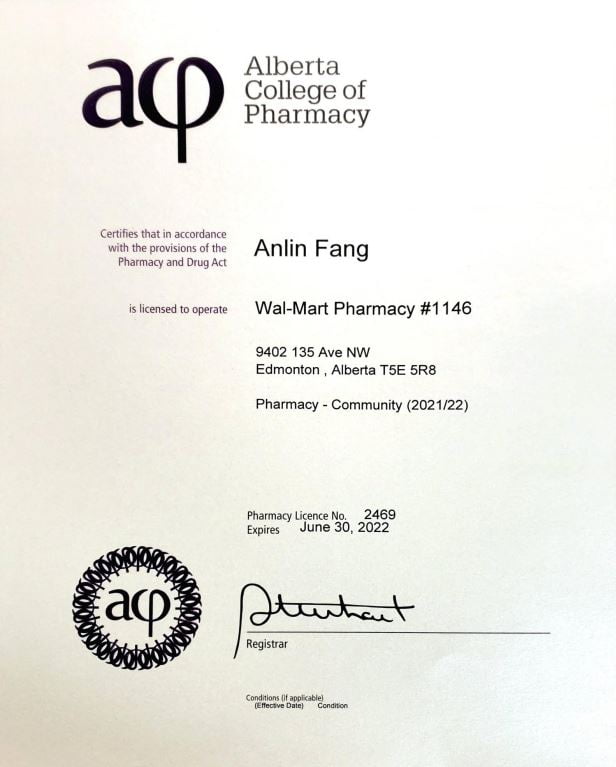 acp
Alberta
College of
Pharmacy
Certifies that in accordance
with the provisions of the
Pharmacy and Drug Act
Anlin Fang
is licensed to operate
Wal-Mart Pharmacy #1146
9402 135 Ave NW
Edmonton , Alberta T5E 5R8
Pharmacy - Community (2021/22)
Pharmacy Licence No. 2469
Expires June 30, 2022
acp
Registrar
Conditions (if applicable)
(Effective Date) Condition